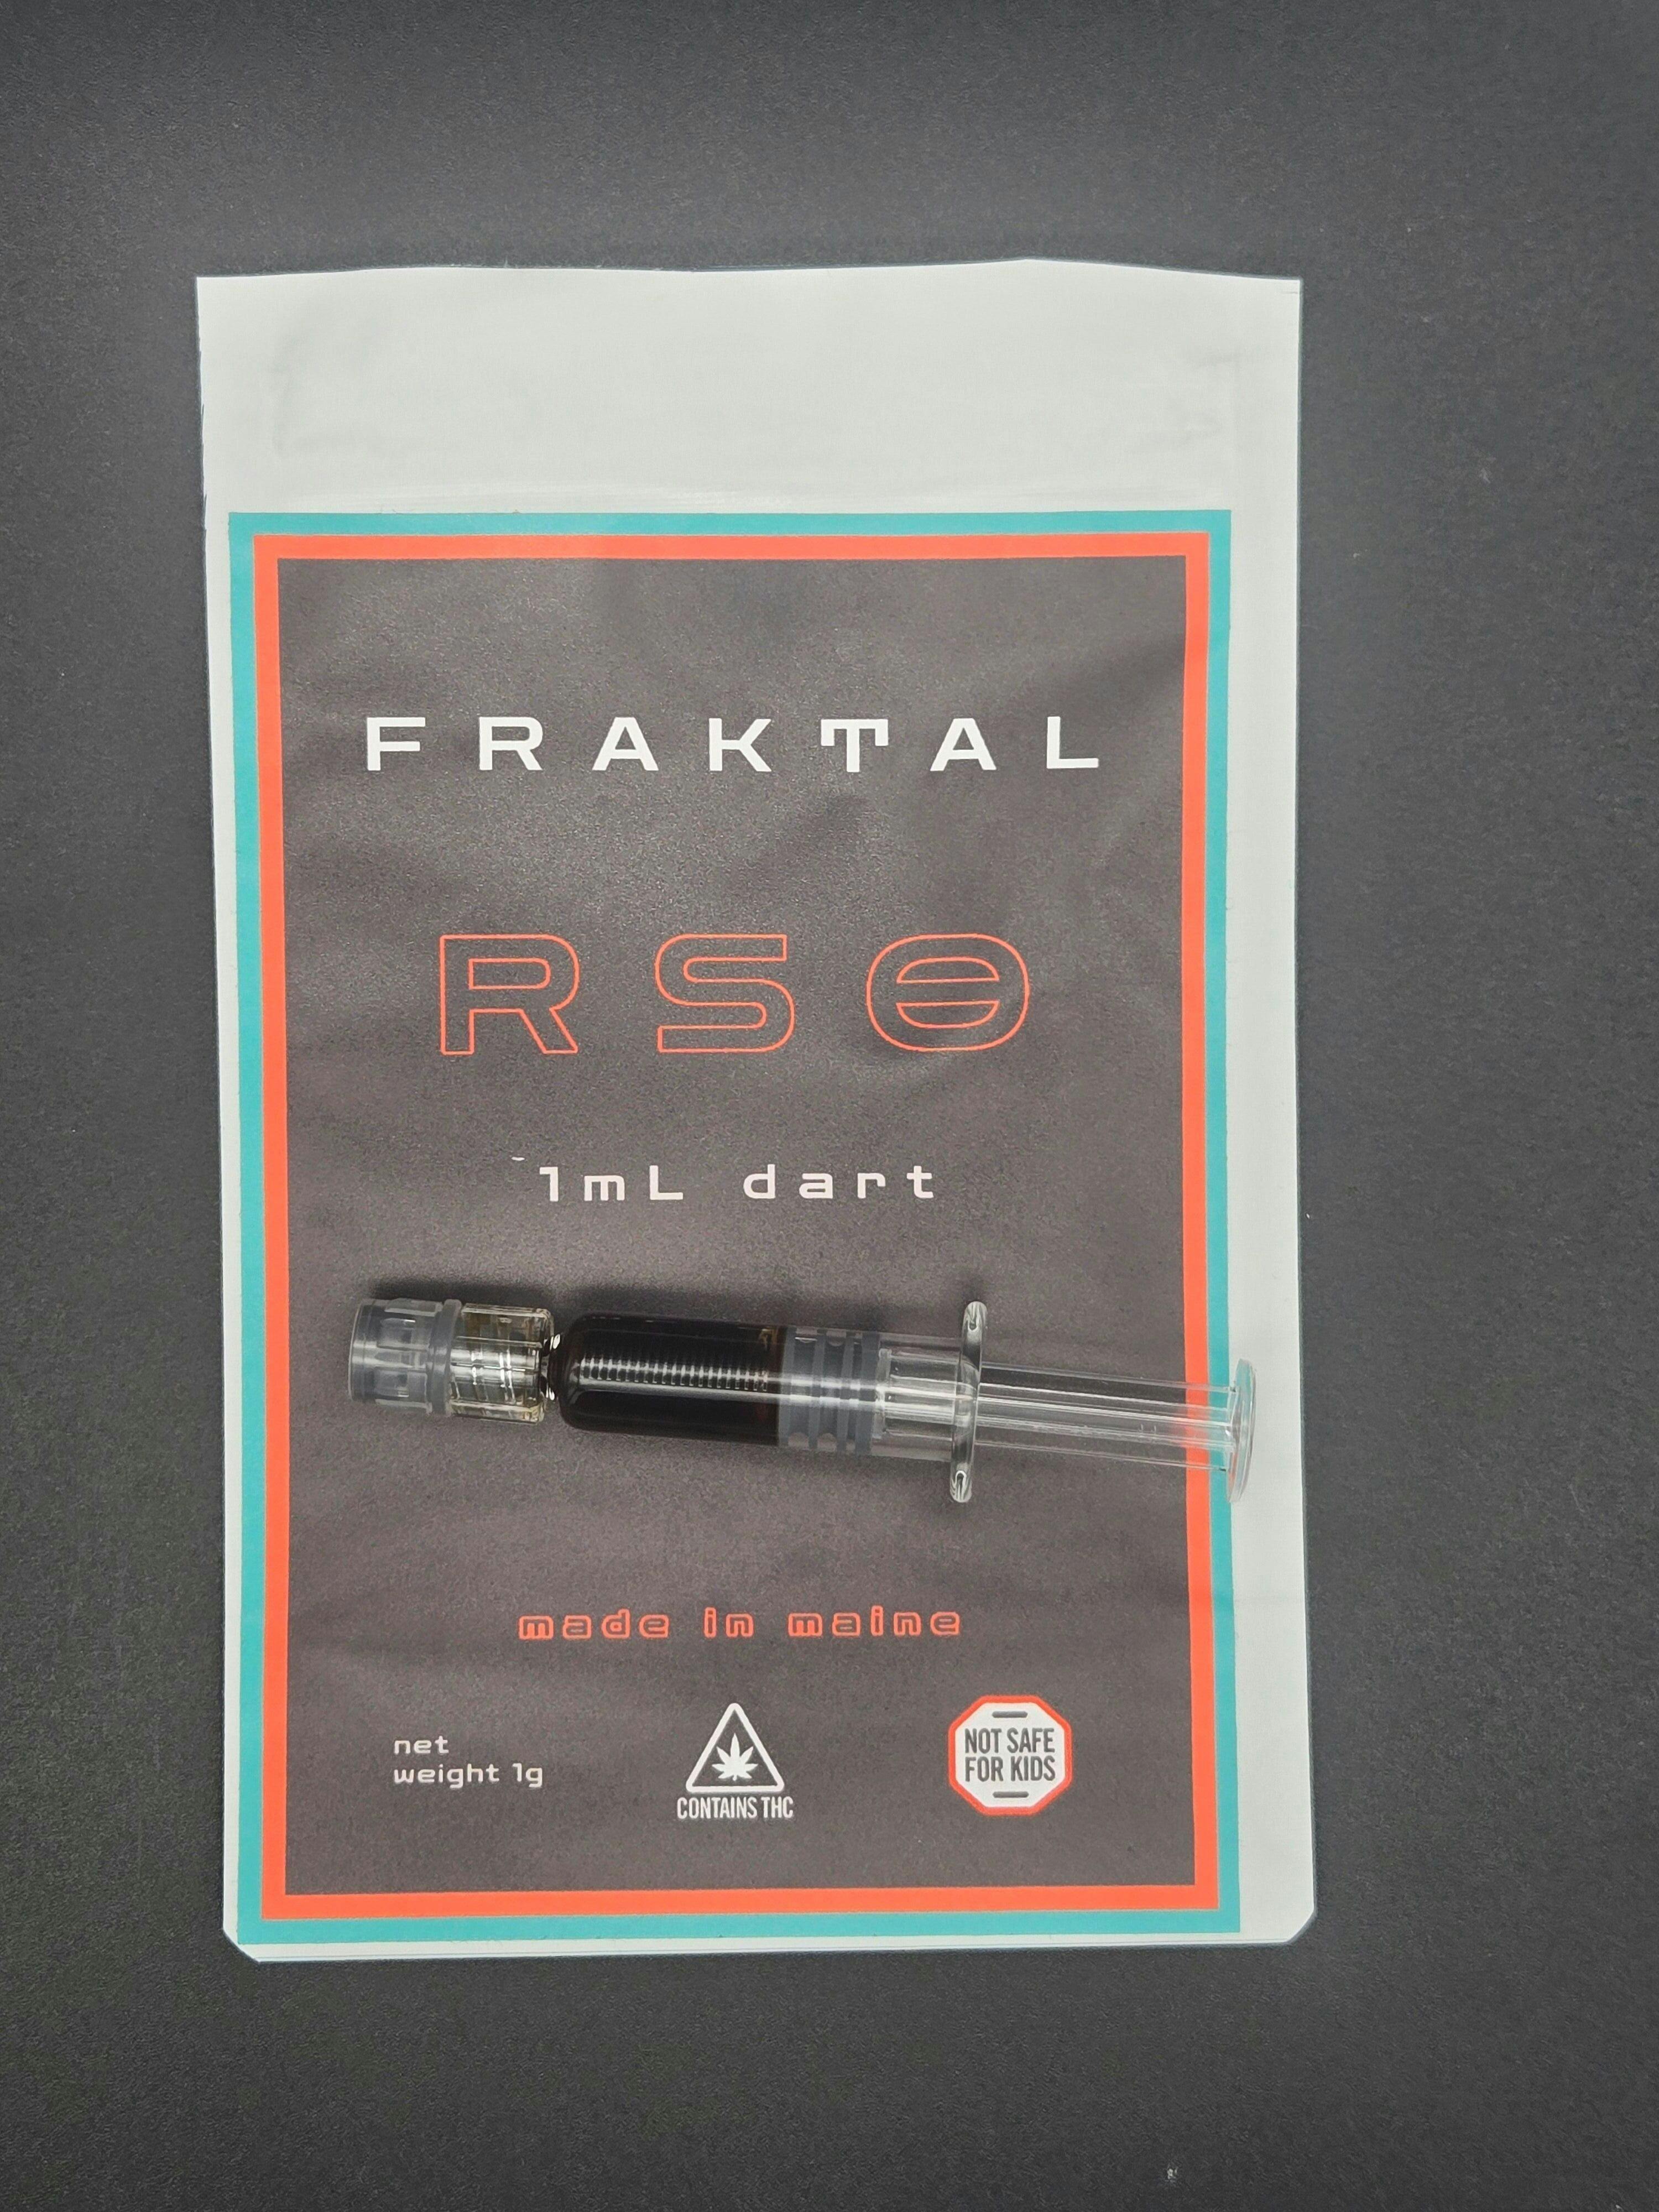 FRAKTAL
RSO
1mL dart
made in maine
net
weight 1g
CONTAINS THC
NOT SAFE
FOR KIDS